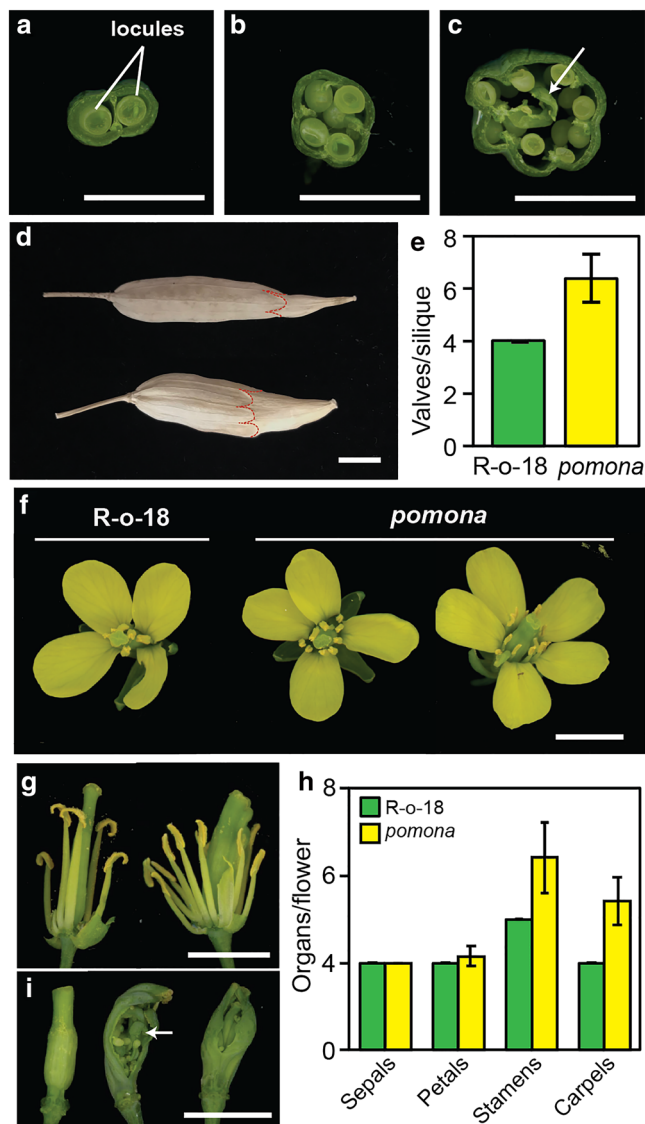 a
locules
b
c
d
e
8
6
4
2
0
Valves/silique
R-o-18
pomona
f
R-o-18
pomona
g
h
8
6
4
0
Organs/flower
R-o-18
pomona
Sepals
Petals
Stamens
Carpels
i